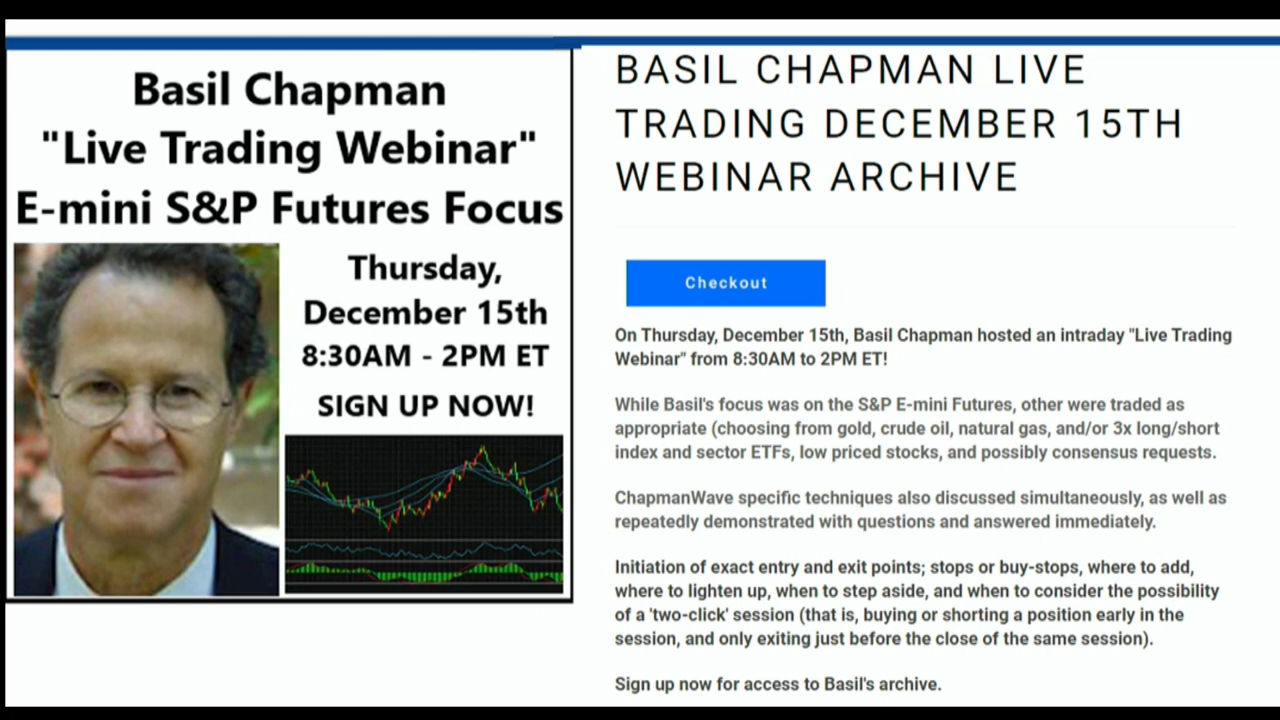 Basil Chapman
"Live Trading Webinar"
E-mini S&P Futures Focus
Thursday,
December 15th
8:30AM - 2PM ET
SIGN UP NOW!
BASIL CHAPMAN LIVE
TRADING DECEMBER 15TH
WEBINAR ARCHIVE
Checkout
On Thursday, December 15th, Basil Chapman hosted an intraday "Live Trading
Webinar" from 8:30AM to 2PM ET!
While Basil's focus was on the S&P E-mini Futures, other were traded as
appropriate (choosing from gold, crude oil, natural gas, and/or 3x long/short
index and sector ETFs, low priced stocks, and possibly consensus requests.
ChapmanWave specific techniques also discussed simultaneously, as well as
repeatedly demonstrated with questions and answered immediately.
Initiation of exact entry and exit points; stops or buy-stops, where to add,
where to lighten up, when to step aside, and when to consider the possibility
of a 'two-click' session (that is, buying or shorting a position early in the
session, and only exiting just before the close of the same session).
Sign up now for access to Basil's archive.